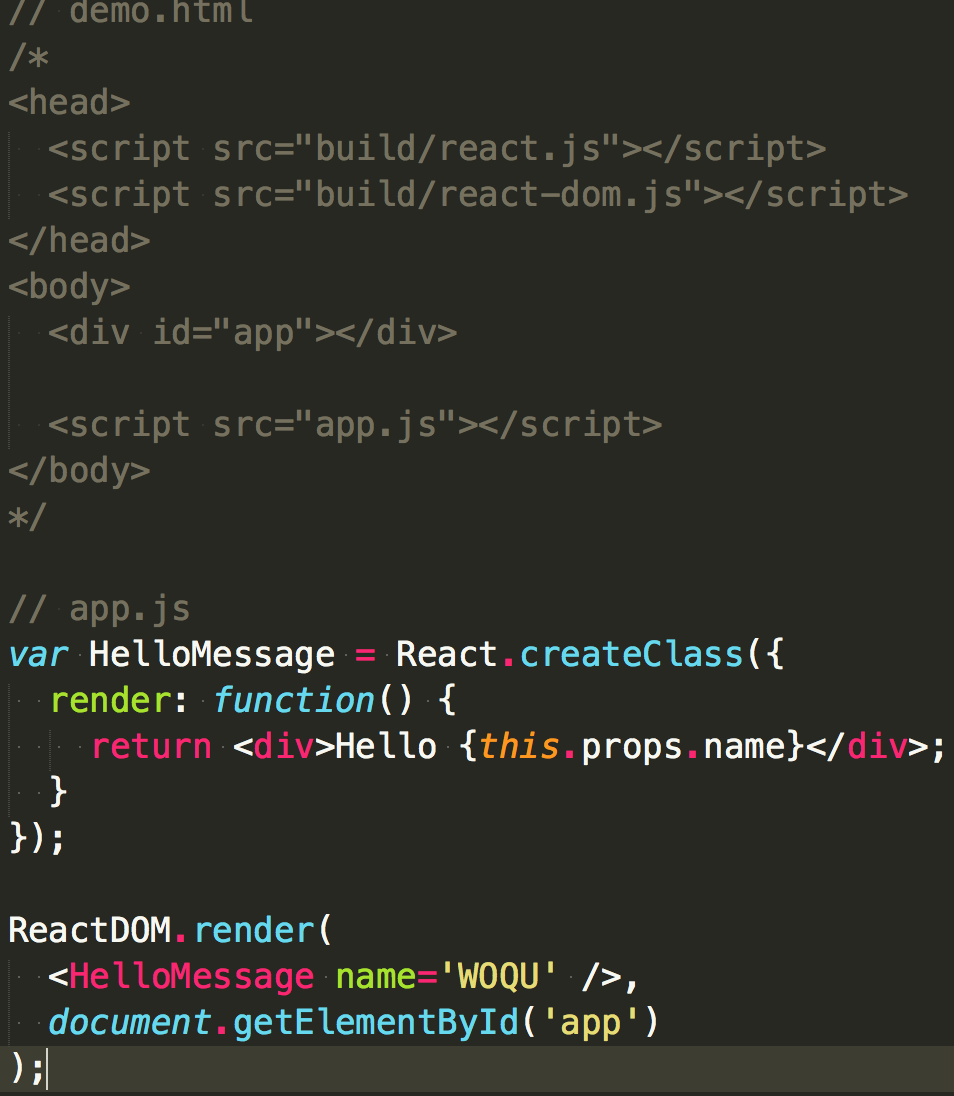 // demo.html
/*
<head>
  <script src="build/react.js"></script>
  <script src="build/react-dom.js"></script>
</head>
<body>
  <div id="app"></div>

  <script src="app.js"></script>
</body>
*/

// app.js
var HelloMessage = React.createClass({
  render: function() {
    return <div>Hello {this.props.name}</div>;
  }
});

ReactDOM.render(
  <HelloMessage name='WOQU' />,
  document.getElementById('app')
);